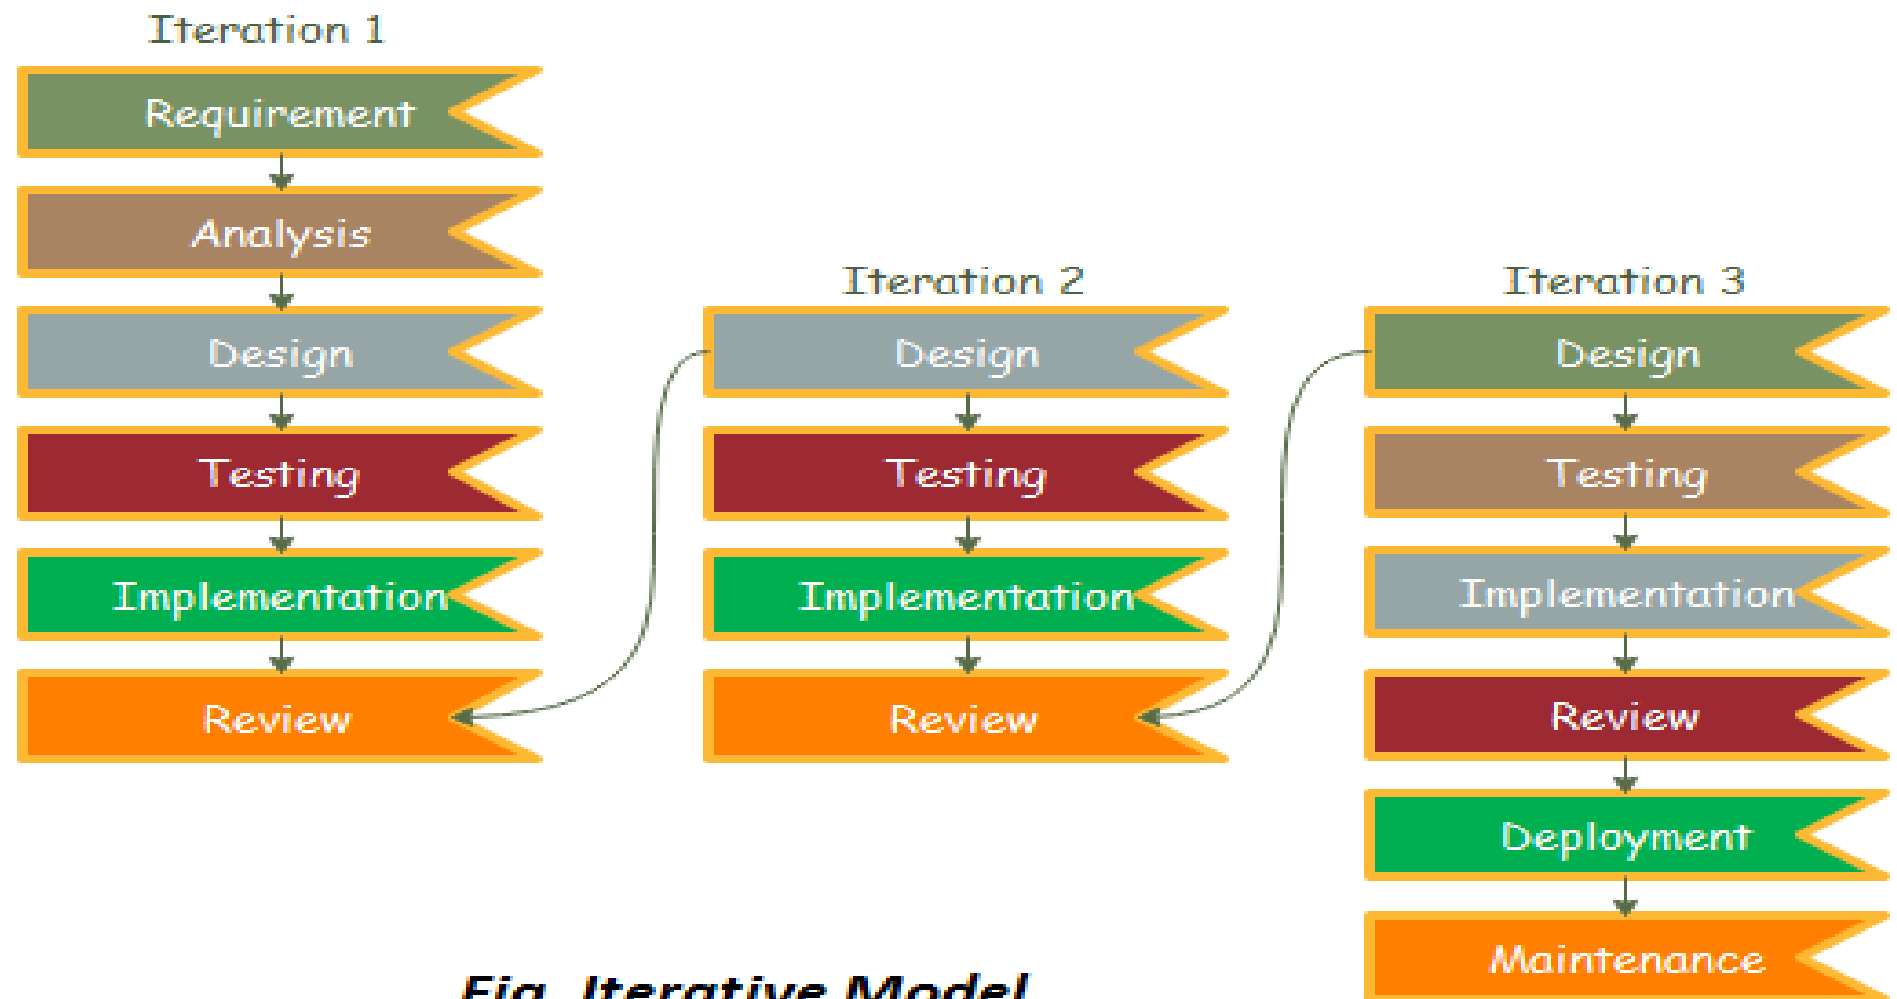 Iteration 1
Requirement
Analysis
Design
Testing
Implementation
Review
Iteration 2
Design
Testing
Implementation
Review
Iteration 3
Design
Testing
Implementation
Review
Deployment
Maintenance
Fig. Iterative Model